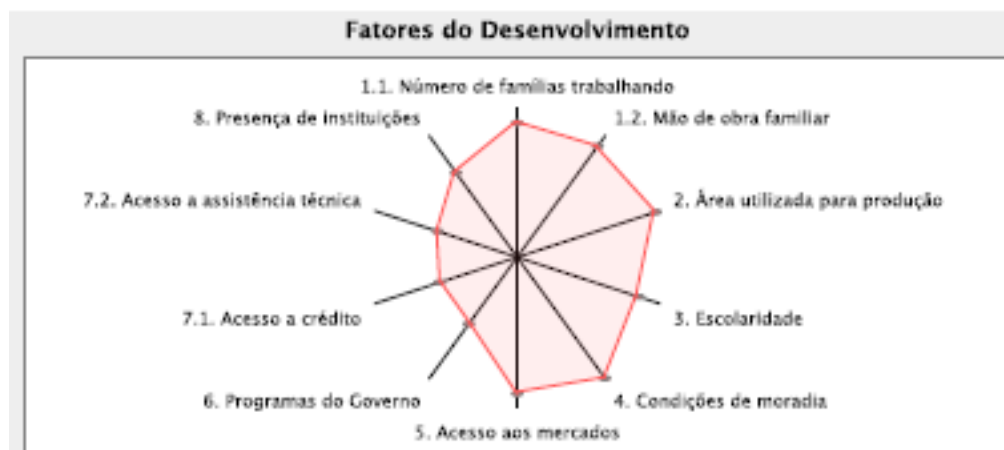 Fatores do Desenvolvimento
1.1. Número de famílias trabalhando
8. Presença de instituições
1.2. Mão de obra familiar
7.2. Acesso a assistência técnica
2. Área utilizada para produção
7.1. Acesso a crédito
3. Escolaridade
6. Programas do Governo
4. Condições de moradia
5. Acesso aos mercados